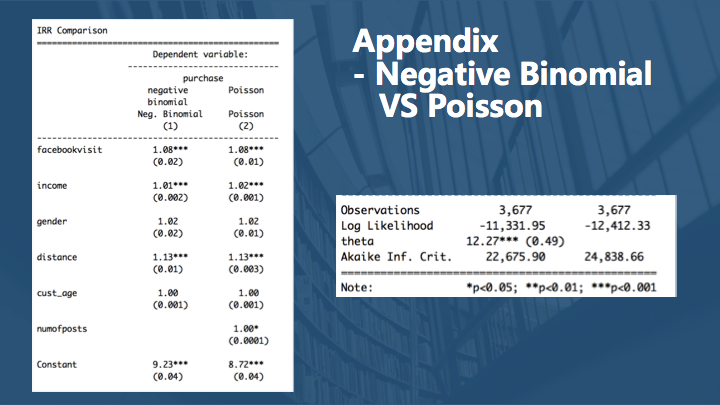 IRR Comparison
Dependent variable:
purchase
negative Poisson
binomial
Neg. Binomial Poisson
(1) (2)
facebookvisit 1.08*** 1.08***
(0.02) (0.01)
income 1.01*** 1.02***
(0.002) (0.001)
gender 1.02 1.02
(0.02) (0.01)
distance 1.13*** 1.13***
(0.01) (0.003)
cust_age 1.00 1.00
(0.001) (0.001)
numofposts 1.00*
(0.0001)
Constant 9.23*** 8.72***
(0.04) (0.04)
Appendix
- Negative Binomial
VS Poisson
Observations 3,677 3,677
Log Likelihood -11,331.95 -12,412.33
theta 12.27*** (0.49)
Akaike Inf. Crit. 22,675.90 24,838.66
Note: *p<0.05; **p<0.01; ***p<0.001